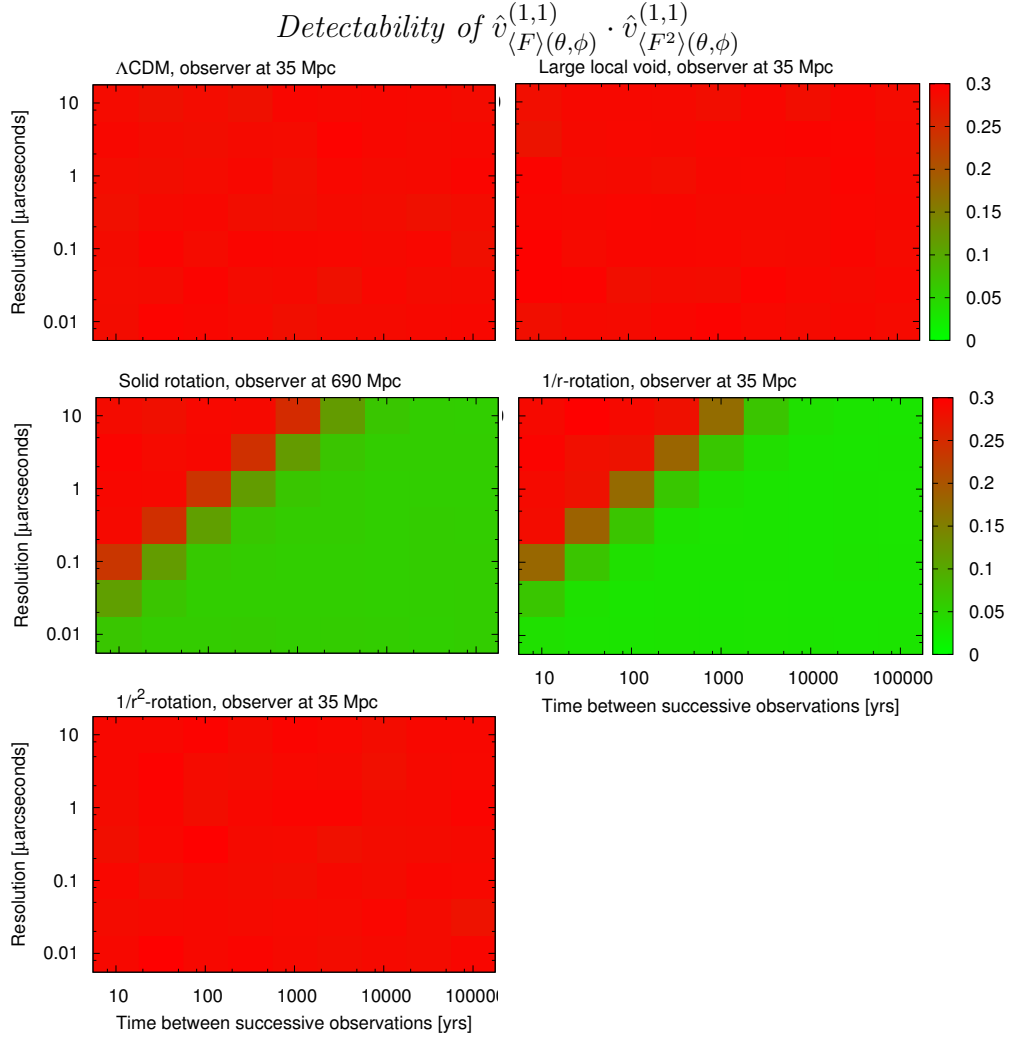 Detectability of v̂^{(1,1)}_{⟨F⟩(θ,ϕ)} · v̂^{(1,1)}_{⟨F²⟩(θ,ϕ)}
ΛCDM, observer at 35 Mpc
Resolution [μarcseconds]
10
1
0.1
0.01
Large local void, observer at 35 Mpc
0.3
0.25
0.2
0.15
0.1
0.05
0
Solid rotation, observer at 690 Mpc
Resolution [μarcseconds]
10
1
0.1
0.01
1/r-rotation, observer at 35 Mpc
0.3
0.25
0.2
0.15
0.1
0.05
0
10 100 1000 10000 100000
Time between successive observations [yrs]
1/r²-rotation, observer at 35 Mpc
Resolution [μarcseconds]
10
1
0.1
0.01
10 100 1000 10000 10000
Time between successive observations [yrs]